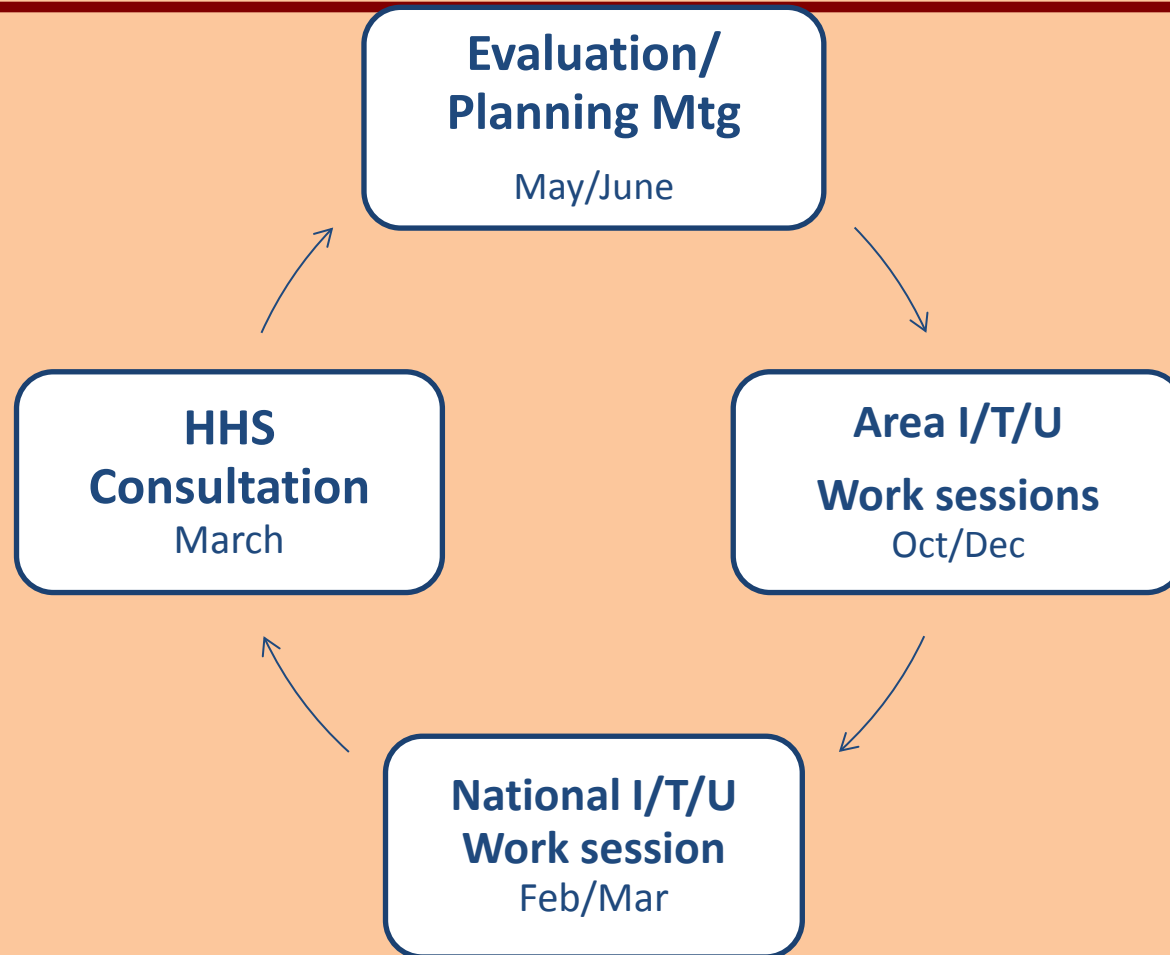 Evaluation/
Planning Mtg
May/June
Area I/T/U
Work sessions
Oct/Dec
National I/T/U
Work session
Feb/Mar
HHS
Consultation
March